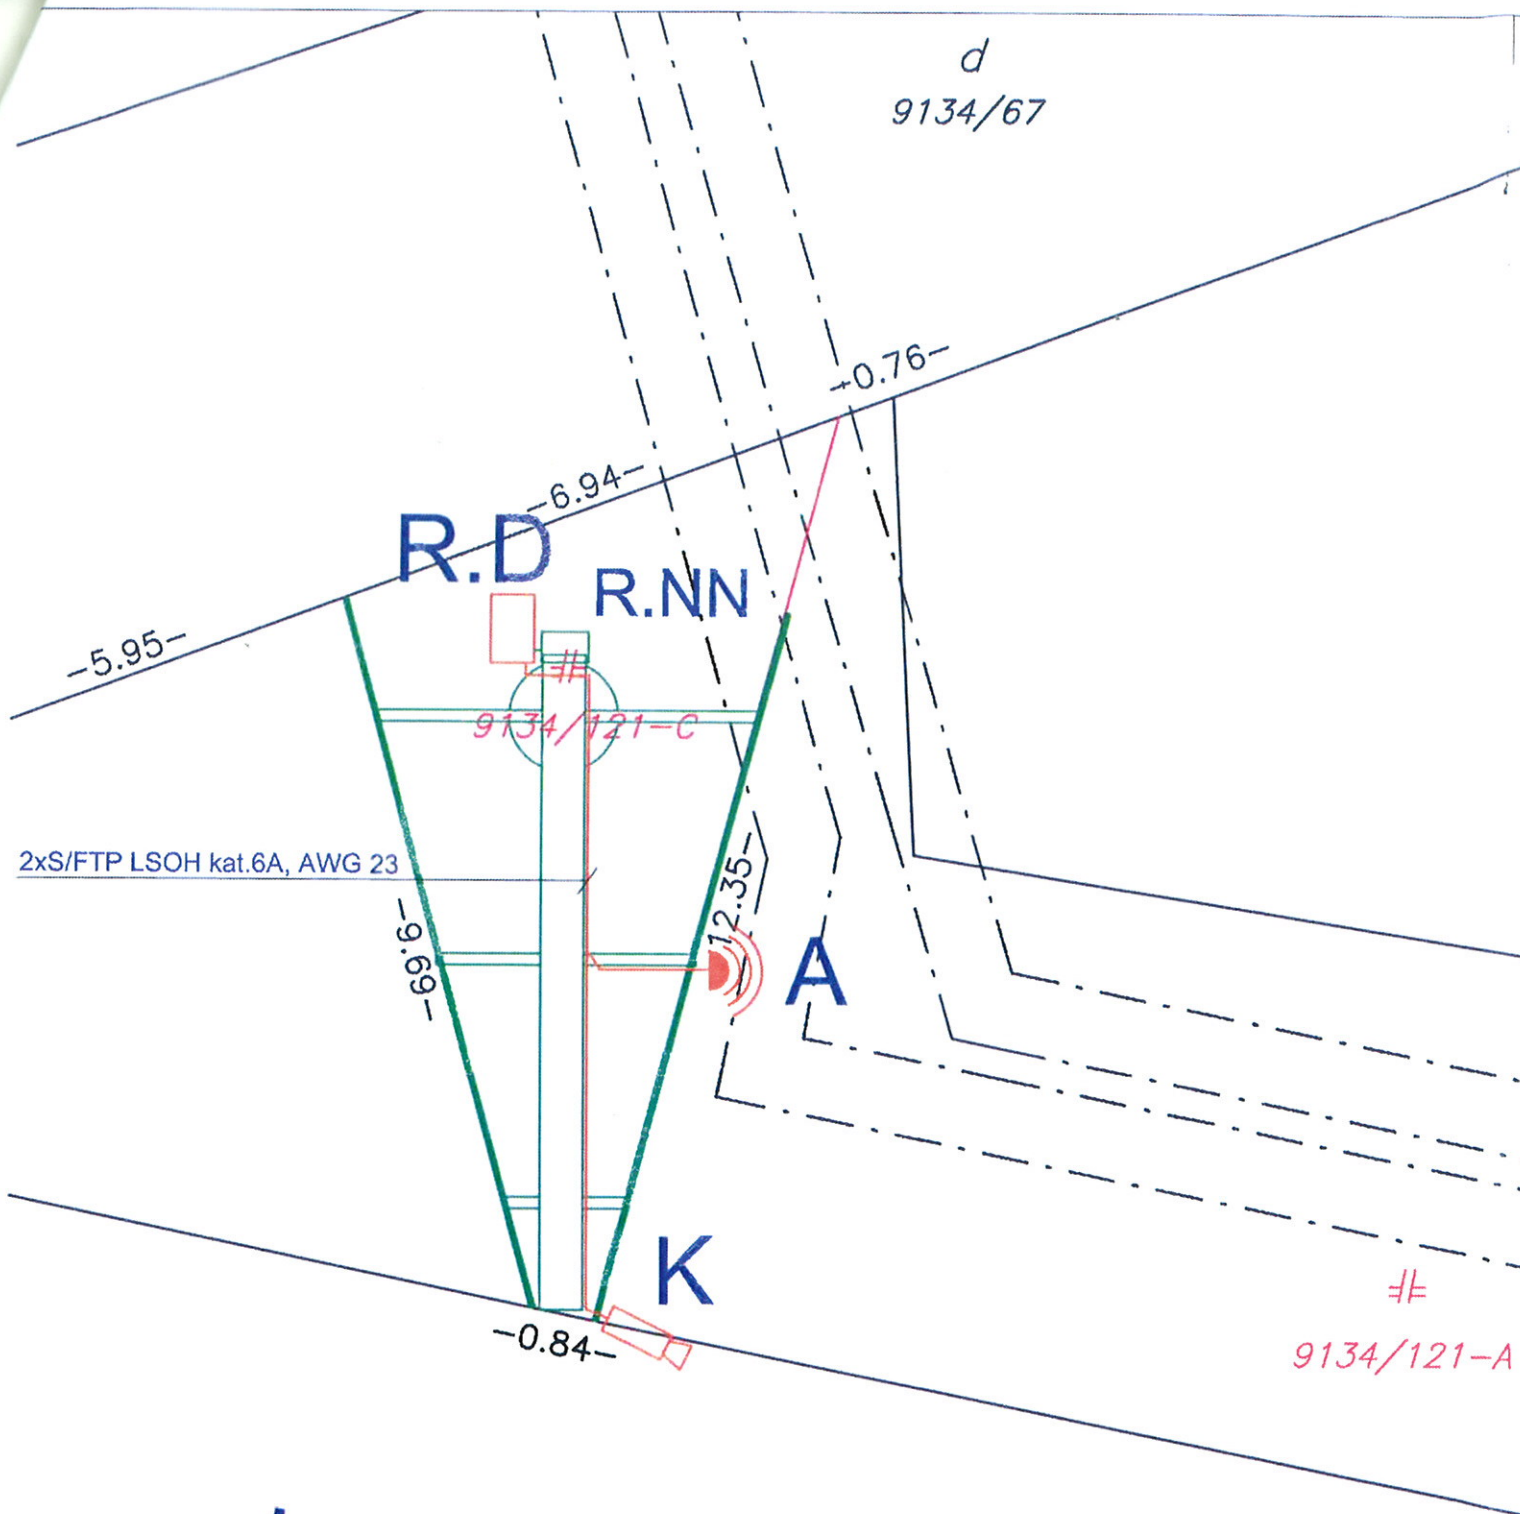 d
9134/67
-0.76-
-6.94-
R.D
R.NN
-5.95-
9134/121-C
2xS/FTP LSOH kat.6A, AWG 23
-9.69-
12.35-
A
K
-0.84-
9134/121-A